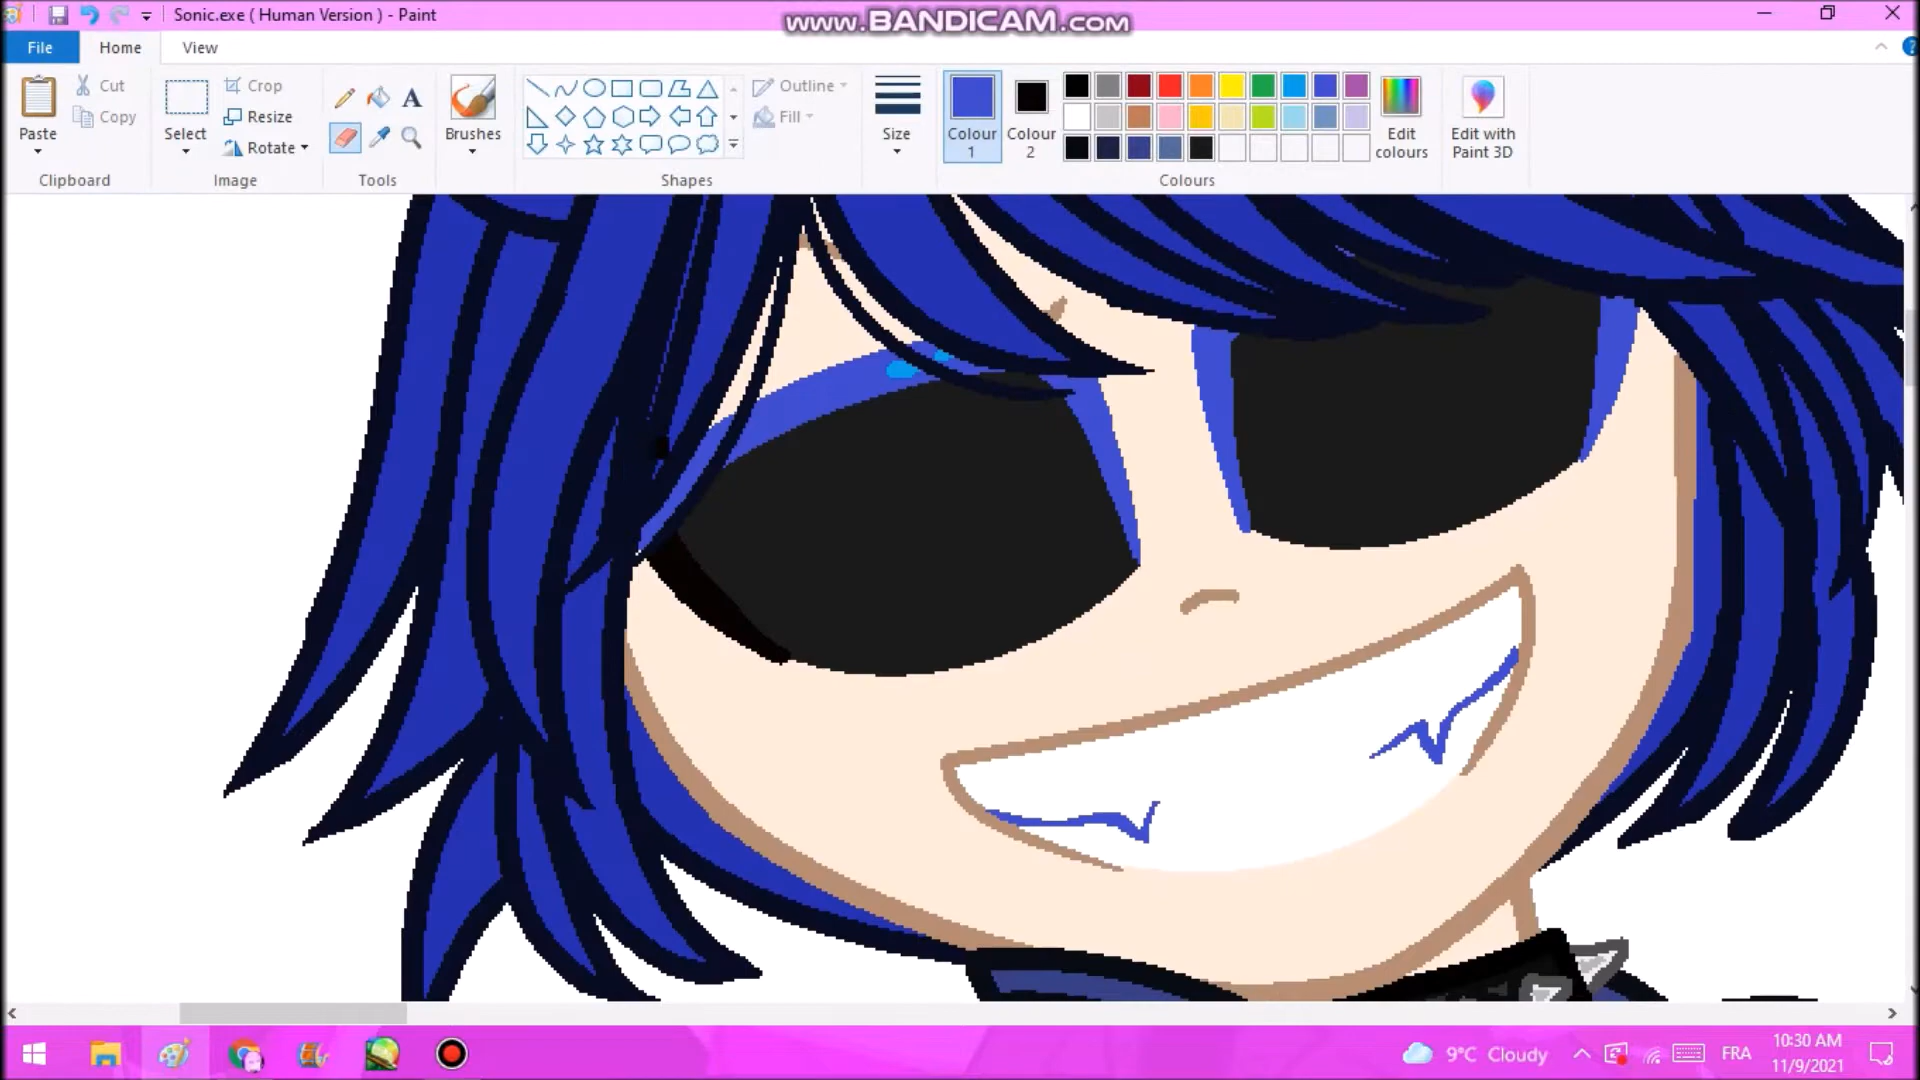 Sonic.exe ( Human Version ) - Paint
www.BANDICAM.com
File
Home
View
Paste
Cut
Copy
Clipboard
Select
Crop
Resize
Rotate
Image
A
Tools
Brushes
Shapes
Outline
Fill
Size
Colour
1
Colour
2
Edit
colours
Colours
Edit with
Paint 3D
9°C Cloudy
FRA
10:30 AM
11/9/2021